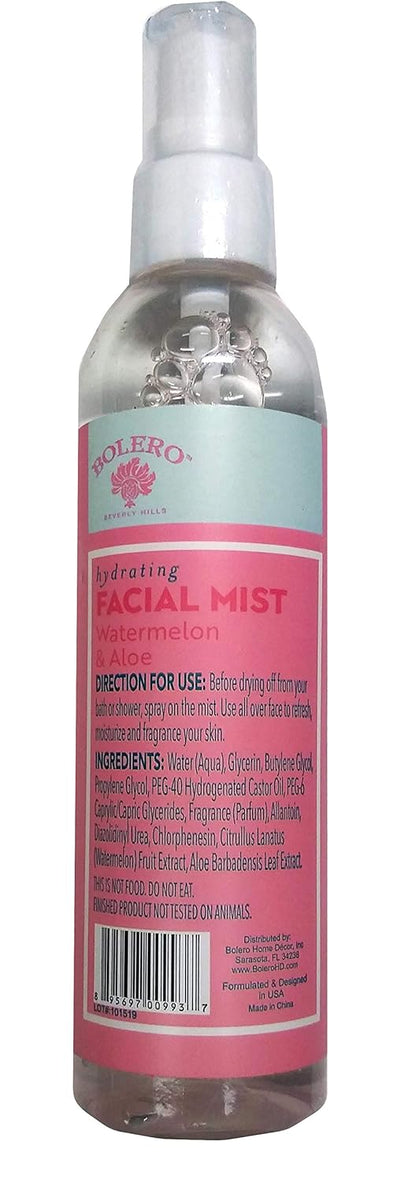 BOLERO™
BEVERLY HILLS
hydrating
FACIAL MIST
Watermelon
& Aloe
DIRECTION FOR USE: Before drying off from your
bath or shower, spray on the mist. Use all over face to refresh,
moisturize and fragrance your skin.
INGREDIENTS: Water (Aqua), Glycerin, Butylene Glycol,
Propylene Glycol, PEG-40 Hydrogenated Castor Oil, PEG-6
Caprylic/Capric Glycerides, Fragrance (Parfum), Allantoin,
Diazolidinyl Urea, Chlorphenesin, Citrullus Lanatus
(Watermelon) Fruit Extract, Aloe Barbadensis Leaf Extract.
THIS IS NOT FOOD. DO NOT EAT.
FINISHED PRODUCT NOT TESTED ON ANIMALS.
8 95697 00993 7
LOT#:101519
Distributed by:
Bolero Home Décor, Inc
Sarasota, FL 34238
www.BoleroHD.com
Formulated & Designed
In USA
Made in China